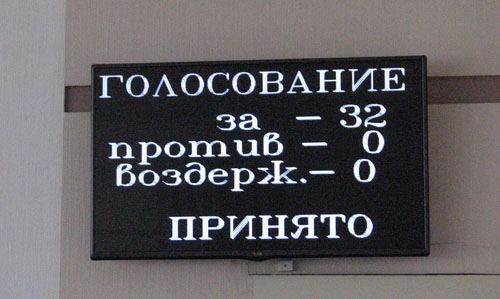 ГОЛОСОВАНИЕ
за – 32
против – 0
воздерж.– 0
ПРИНЯТО